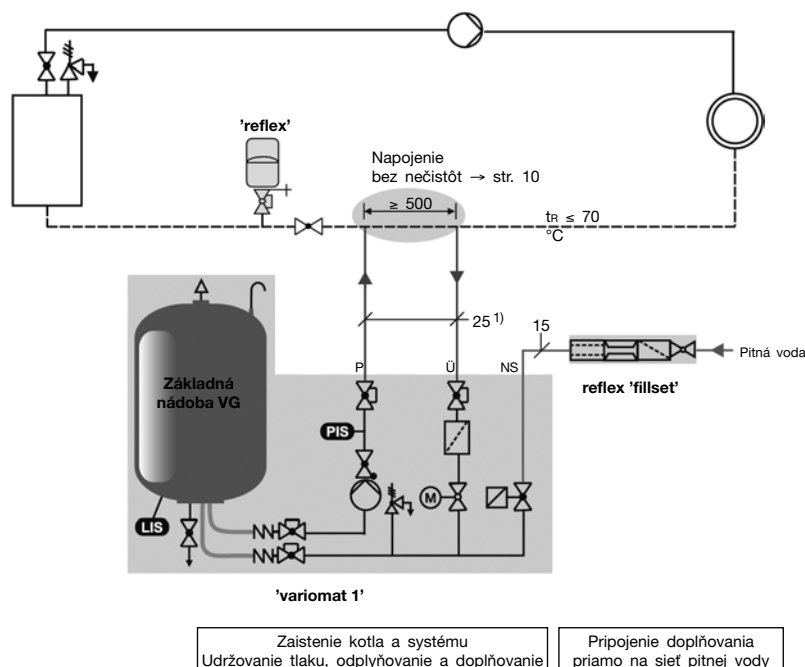 'reflex'
Napojenie
bez nečistôt → str. 10
≥ 500
tR ≤ 70
°C
25 1)
15
Pitná voda
P
Ü
NS
reflex 'fillset'
Základná
nádoba VG
PIS
M
LIS
'variomat 1'
Zaistenie kotla a systému
Udržovanie tlaku, odplyňovanie a doplňovanie
Pripojenie doplňovania
priamo na sieť pitnej vody